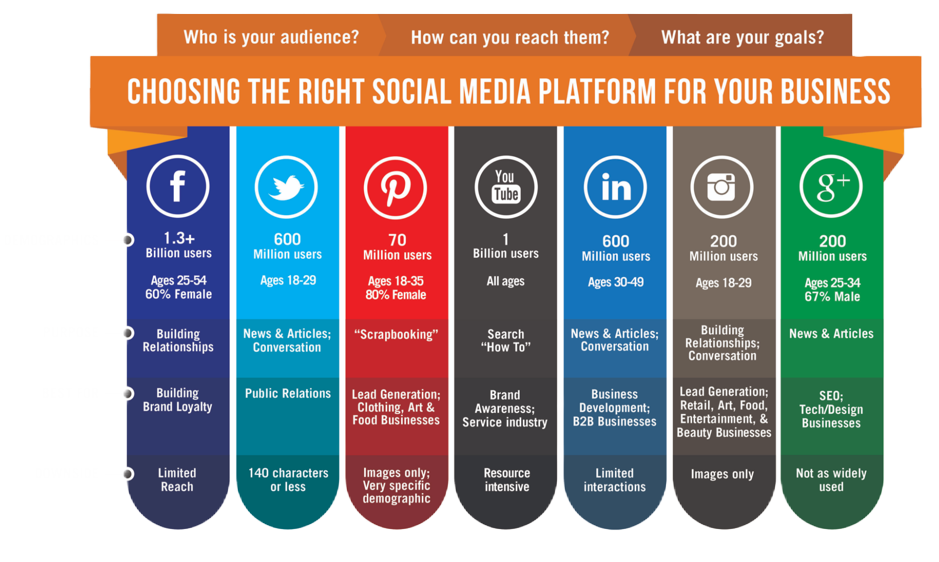 Who is your audience?
How can you reach them?
What are your goals?
CHOOSING THE RIGHT SOCIAL MEDIA PLATFORM FOR YOUR BUSINESS
f
1.3+
Billion users
Ages 25-54
60% Female
Building
Relationships
Building
Brand Loyalty
Limited
Reach
600
Million users
Ages 18-29
News & Articles;
Conversation
Public Relations
140 characters
or less
70
Million users
Ages 18-35
80% Female
“Scrapbooking”
Lead Generation;
Clothing, Art &
Food Businesses
Images only;
Very specific
demographic
You
Tube
1
Billion users
All ages
Search
“How To”
Brand
Awareness;
Service industry
Resource
intensive
in
600
Million users
Ages 30-49
News & Articles;
Conversation
Business
Development;
B2B Businesses
Limited
interactions
200
Million users
Ages 18-29
Building
Relationships;
Conversation
Lead Generation;
Retail, Art, Food,
Entertainment, &
Beauty Businesses
Images only
g+
200
Million users
Ages 25-34
67% Male
News & Articles
SEO;
Tech/Design
Businesses
Not as widely
used